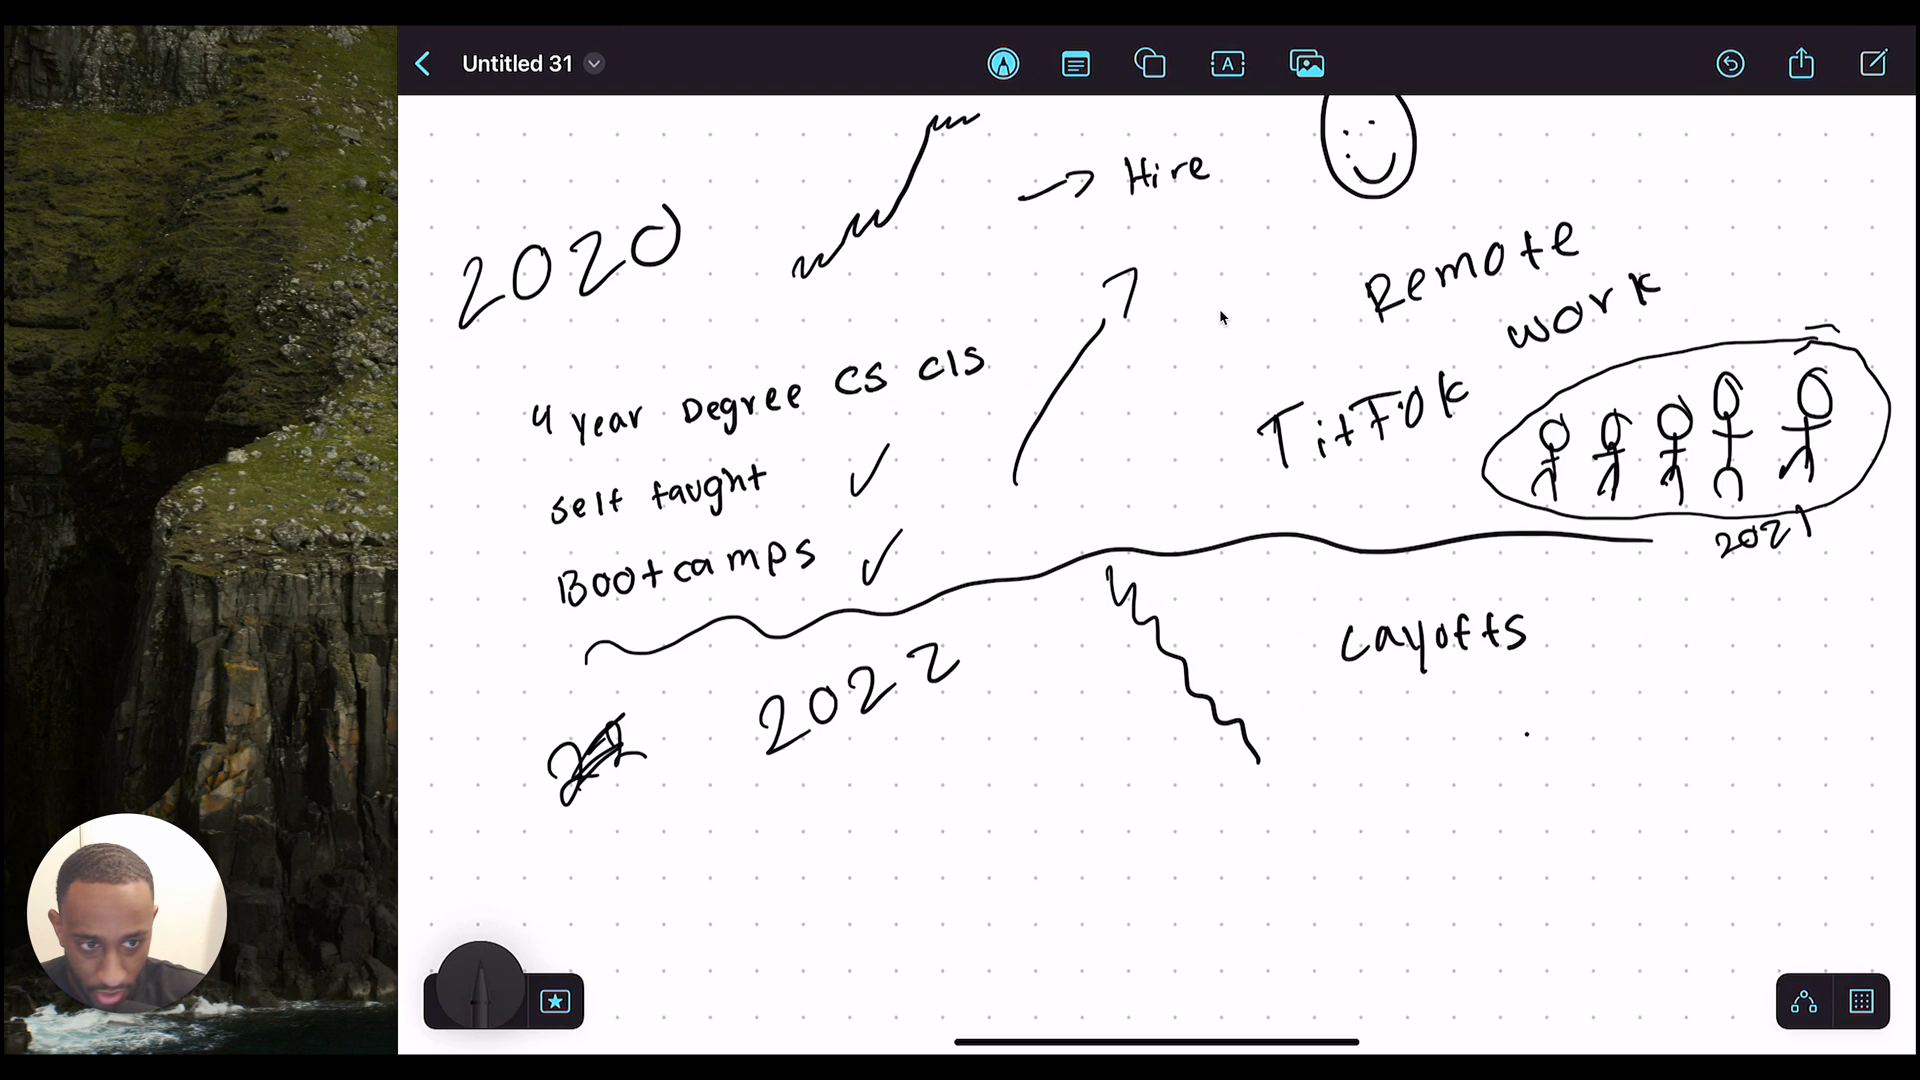 Untitled 31
A
Hire
2020
Remote
work
4 year Degree CS CIS
TikTok
self taught
Bootcamps
2021
Layoffs
2022